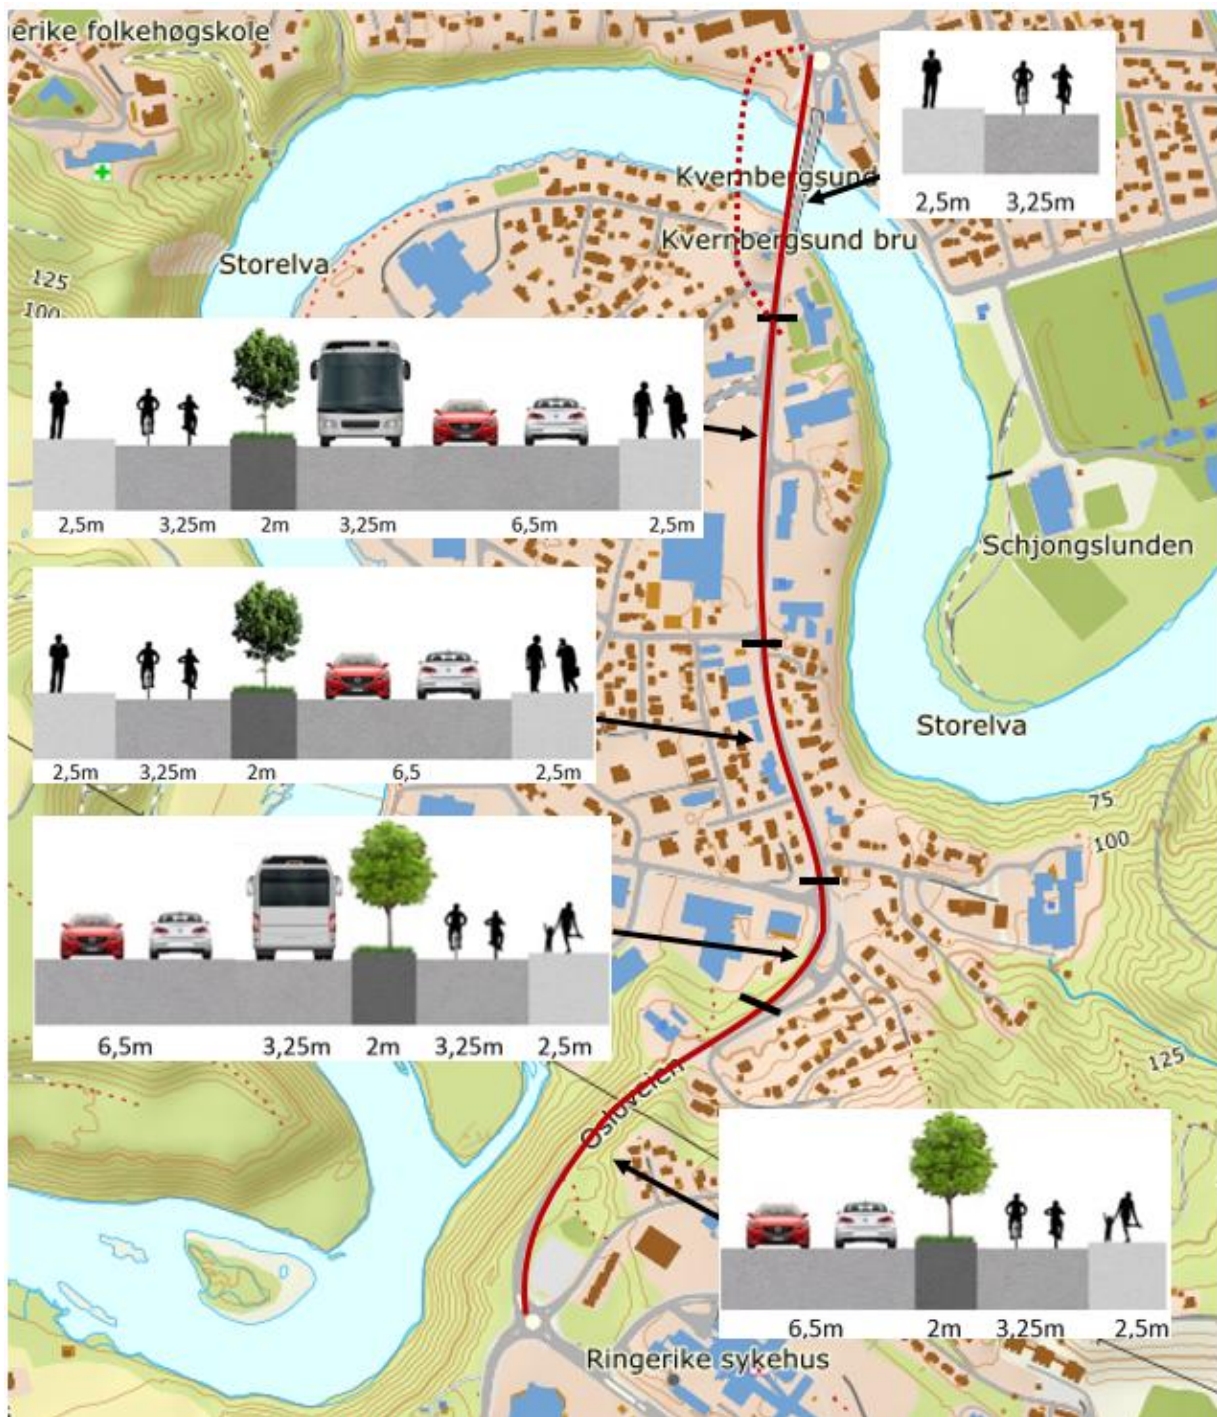 erike folkehøgskole
2,5m 3,25m
Kvernbergsund
Kvernbergsund bru
Storelva
125
100
2,5m 3,25m 2m 3,25m 6,5m 2,5m
Schjongslunden
2,5m 3,25m 2m 6,5 2,5m
Storelva
75
100
6,5m 3,25m 2m 3,25m 2,5m
125
Osloveien
6,5m 2m 3,25m 2,5m
Ringerike sykehus